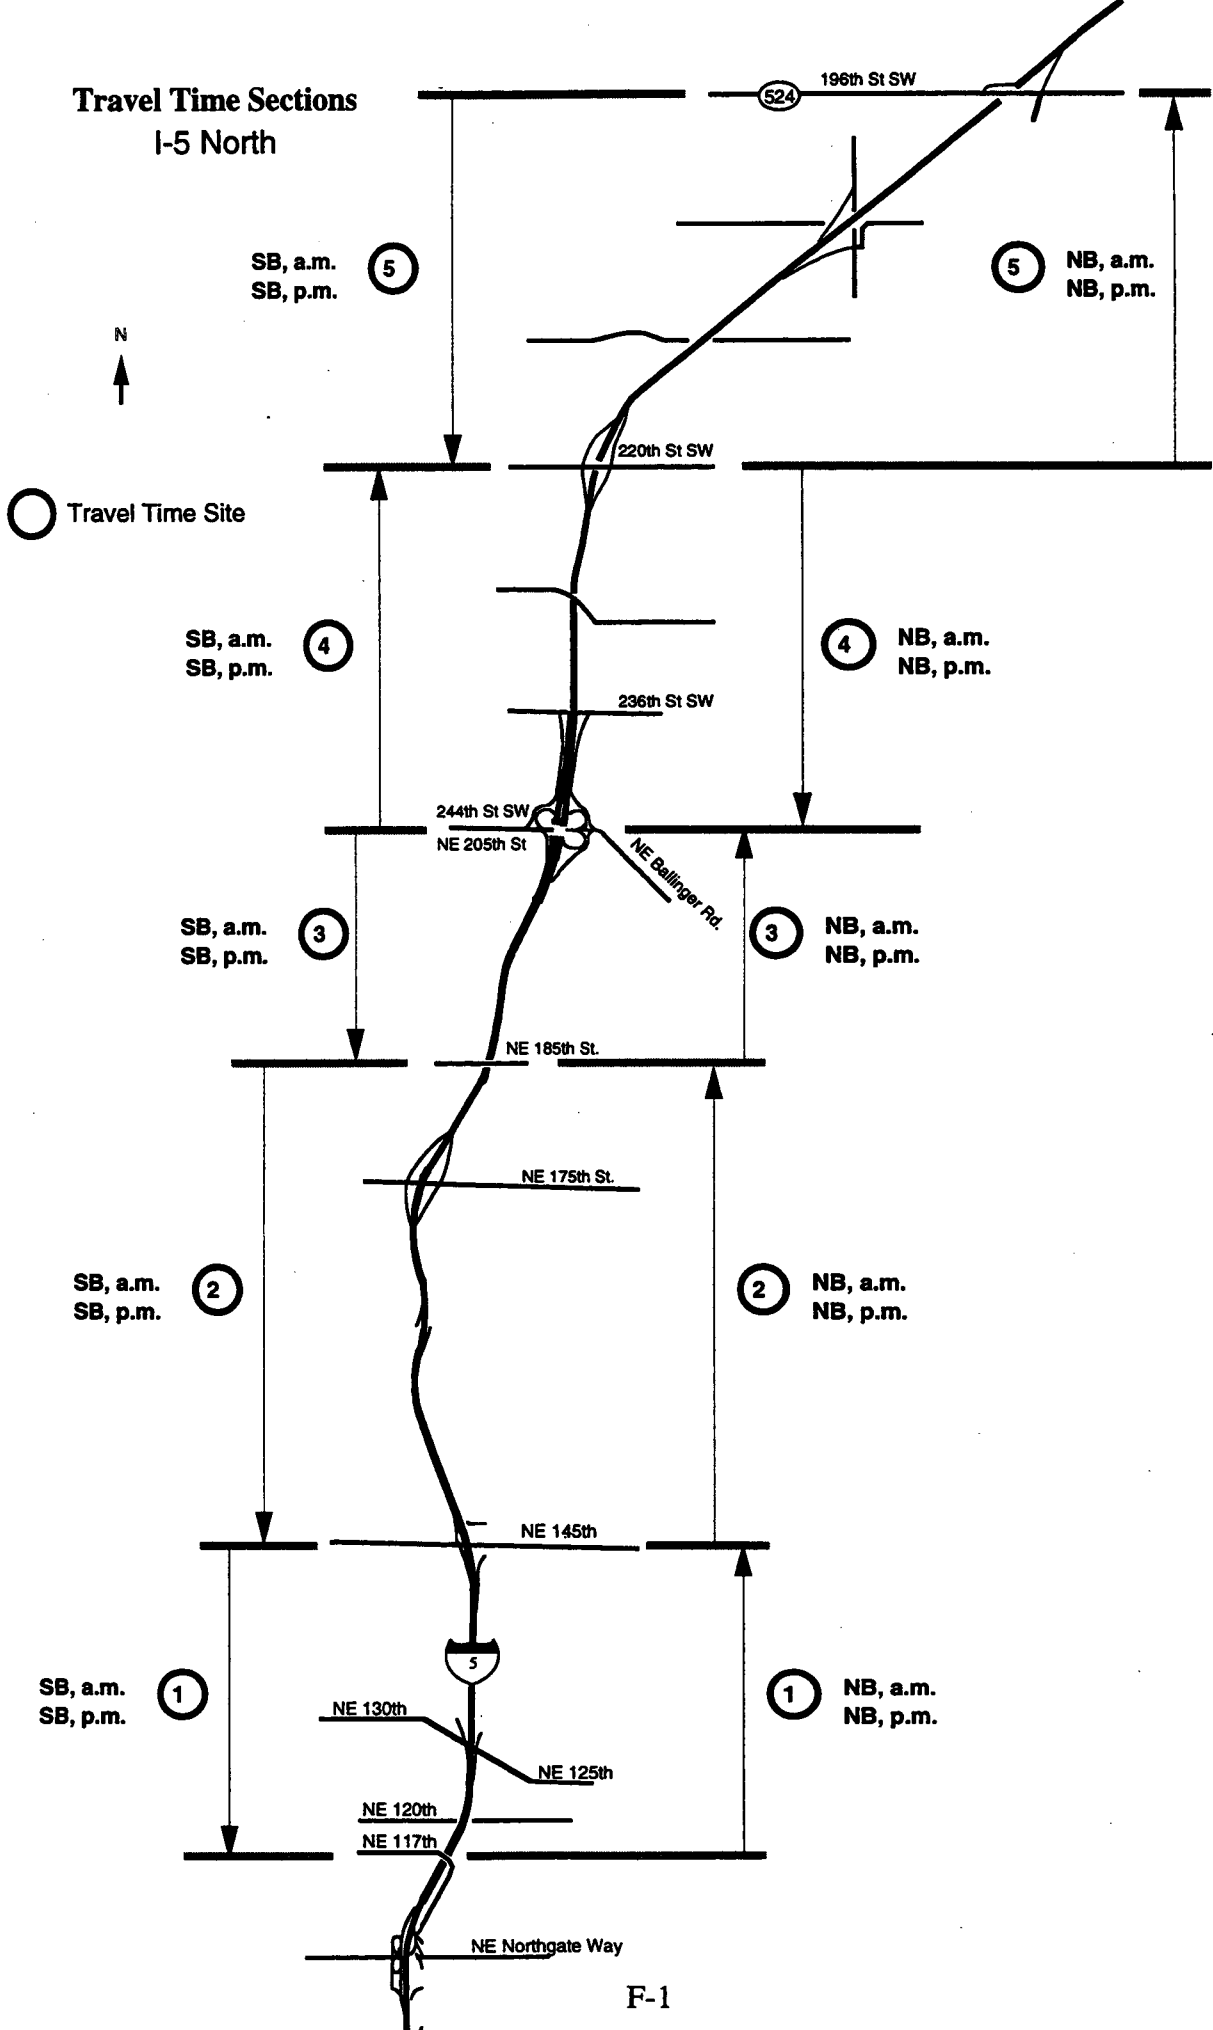 Travel Time Sections
I-5 North
196th St SW
524
SB, a.m.
SB, p.m.
5
5
NB, a.m.
NB, p.m.
N
220th St SW
Travel Time Site
SB, a.m.
SB, p.m.
4
4
NB, a.m.
NB, p.m.
236th St SW
244th St SW
NE 205th St
NE Ballinger Rd.
SB, a.m.
SB, p.m.
3
3
NB, a.m.
NB, p.m.
NE 185th St.
NE 175th St.
SB, a.m.
SB, p.m.
2
2
NB, a.m.
NB, p.m.
NE 145th
5
SB, a.m.
SB, p.m.
1
1
NB, a.m.
NB, p.m.
NE 130th
NE 125th
NE 120th
NE 117th
NE Northgate Way
F-1